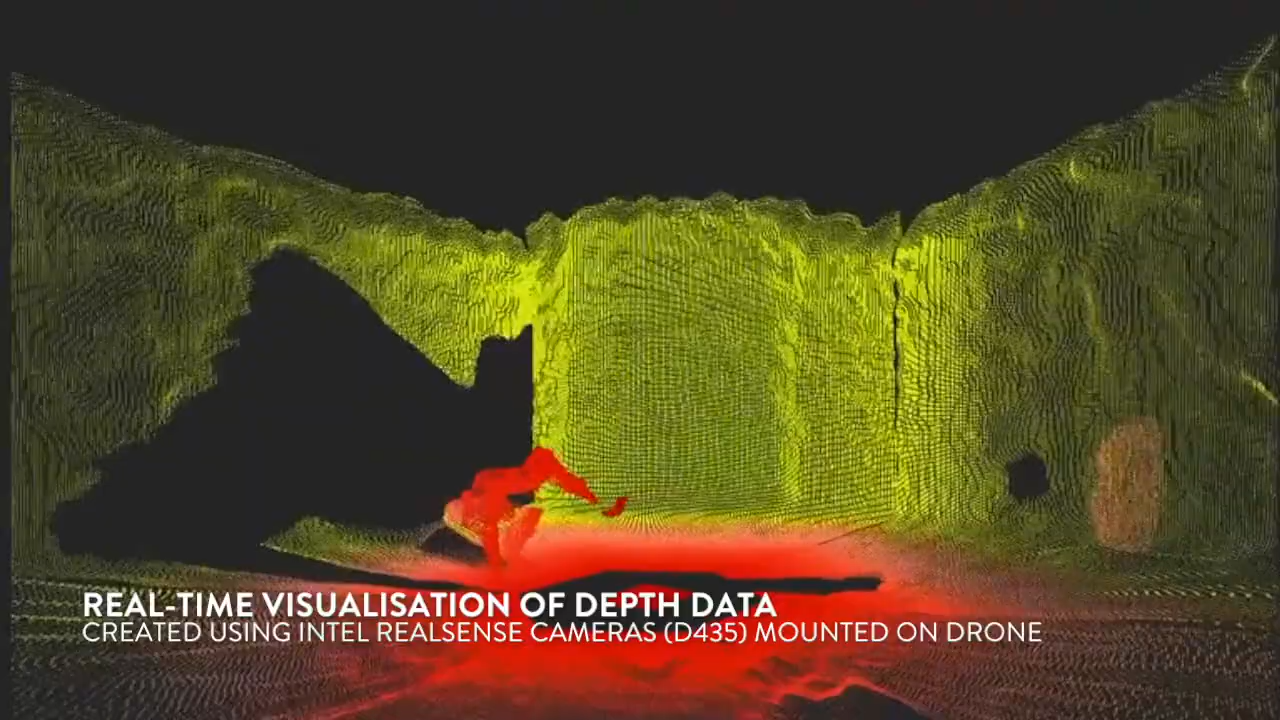 REAL-TIME VISUALISATION OF DEPTH DATA
CREATED USING INTEL REALSENSE CAMERAS (D435) MOUNTED ON DRONE